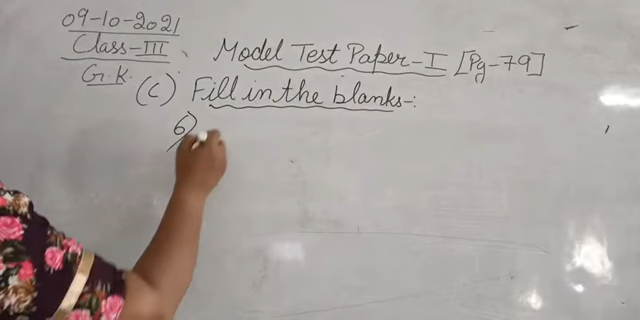 09-10-2021
Class-III
G.K.
Model Test Paper-I [Pg-79]
(C) Fill in the blanks-:
6)